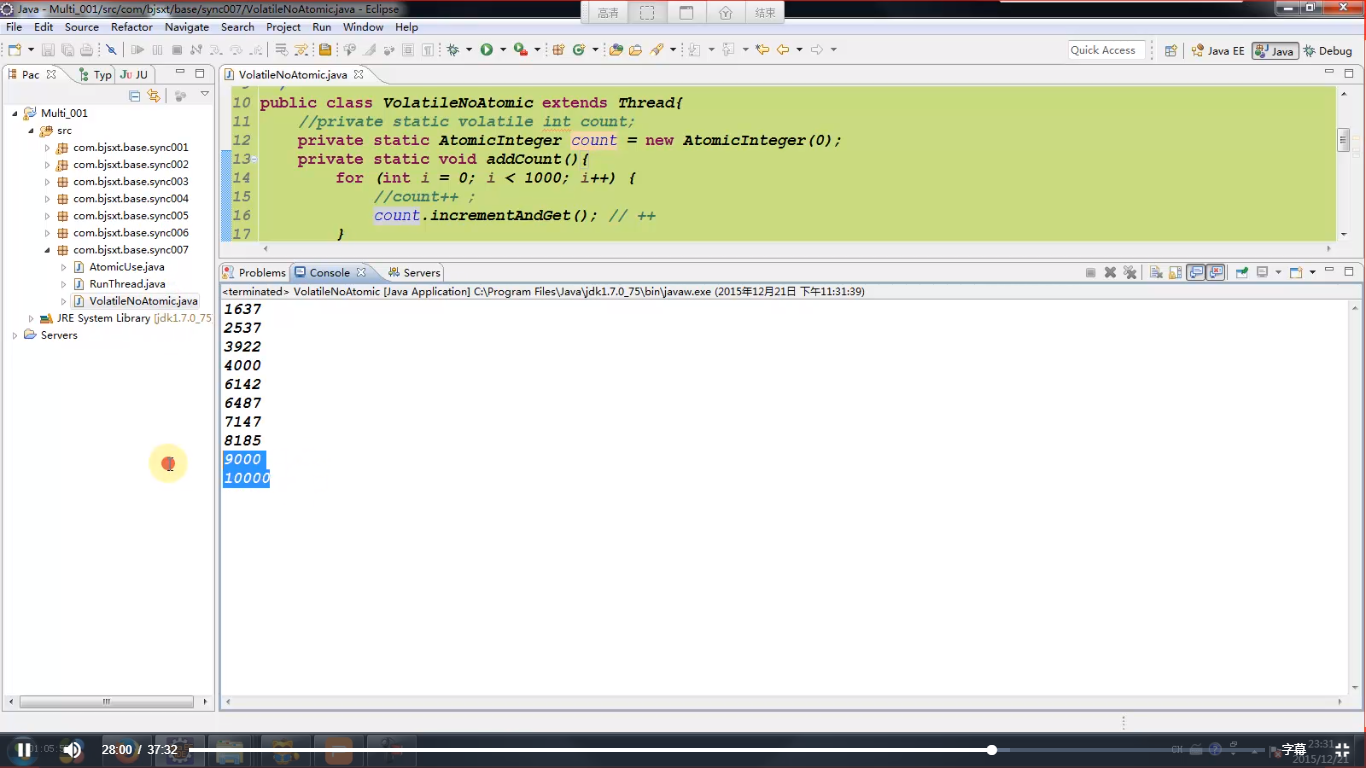 Java - Multi_001/src/com/bjsxt/base/sync007/VolatileNoAtomic.java - Eclipse
高清 结束
File Edit Source Refactor Navigate Search Project Run Window Help
Quick Access Java EE Java Debug
Pac Typ JU JU
VolatileNoAtomic.java
Multi_001
src
com.bjsxt.base.sync001
com.bjsxt.base.sync002
com.bjsxt.base.sync003
com.bjsxt.base.sync004
com.bjsxt.base.sync005
com.bjsxt.base.sync006
com.bjsxt.base.sync007
AtomicUse.java
RunThread.java
VolatileNoAtomic.java
JRE System Library [jdk1.7.0_75]
Servers
10 public class VolatileNoAtomic extends Thread{
11 //private static volatile int count;
12 private static AtomicInteger count = new AtomicInteger(0);
13 private static void addCount(){
14 for (int i = 0; i < 1000; i++) {
15 //count++ ;
16 count.incrementAndGet(); // ++
17 }
Problems Console Servers
<terminated> VolatileNoAtomic [Java Application] C:\Program Files\Java\jdk1.7.0_75\bin\javaw.exe (2015年12月21日 下午11:31:39)
1637
2537
3922
4000
6142
6487
7147
8185
9000
10000
28:00 / 37:32
CH
字幕
23:31
2015/12/21